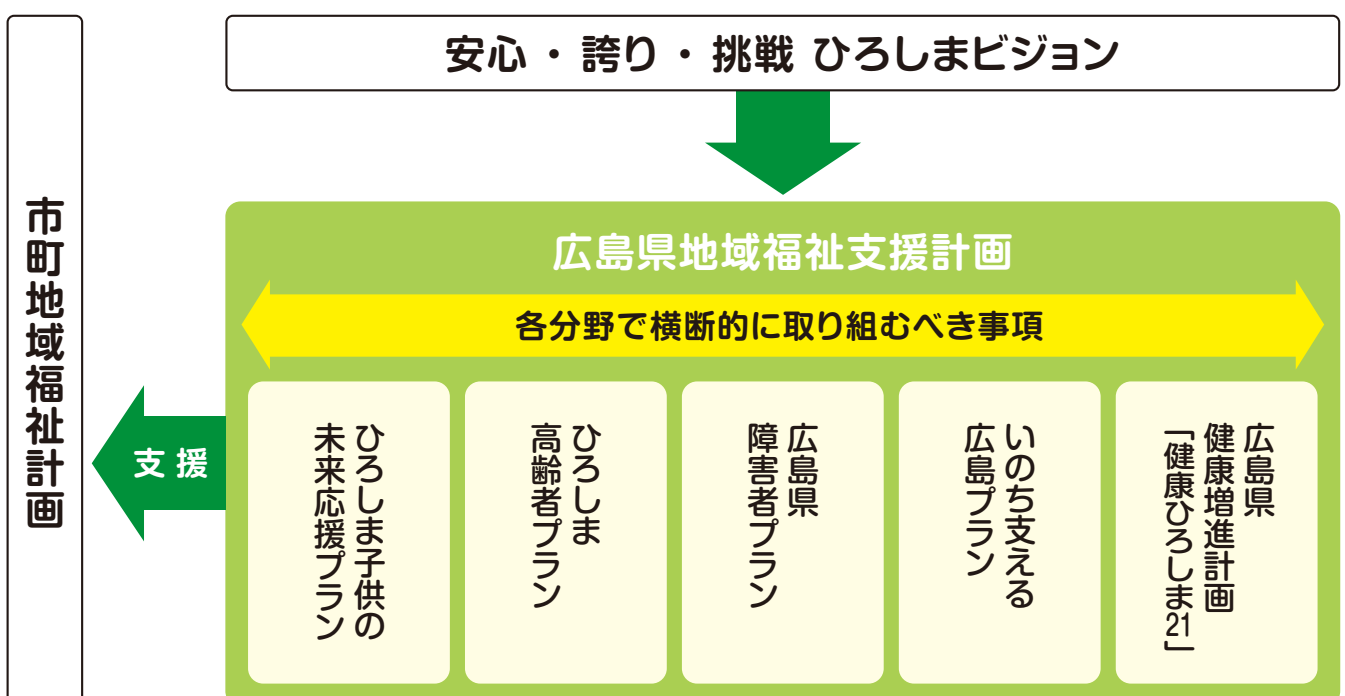 安心・誇り・挑戦 ひろしまビジョン
市町地域福祉計画
広島県地域福祉支援計画
各分野で横断的に取り組むべき事項
支援
ひろしま子供の
未来応援プラン
ひろしま
高齢者プラン
広島県
障害者プラン
いのち支える
広島プラン
広島県
健康増進計画
「健康ひろしま21」